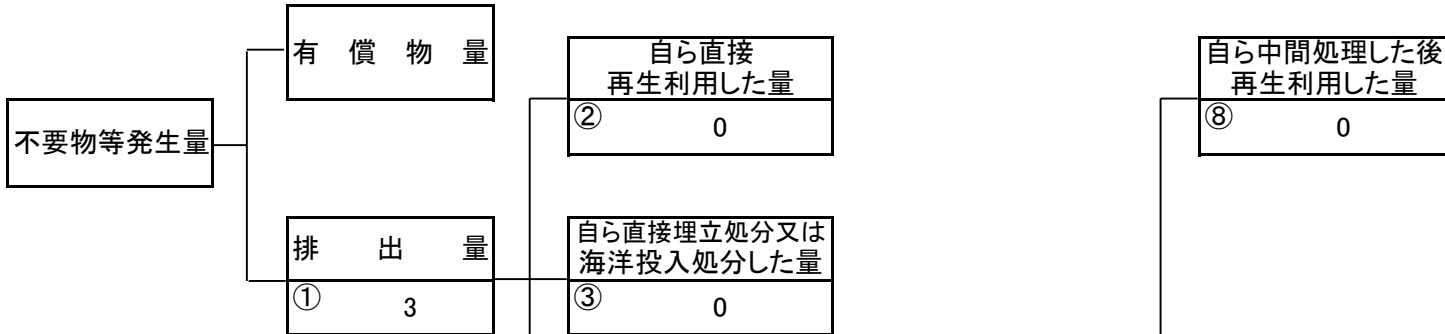 有償物量
自ら直接
再生利用した量
② 0
自ら中間処理した後
再生利用した量
⑧ 0
不要物等発生量
排出量
① 3
自ら直接埋立処分又は
海洋投入処分した量
③ 0